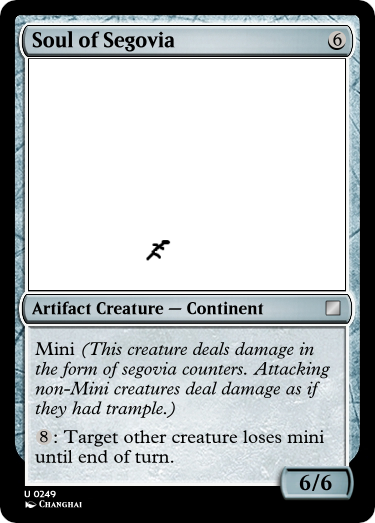 Soul of Segovia 6
Artifact Creature — Continent
Mini (This creature deals damage in
the form of segovia counters. Attacking
non-Mini creatures deal damage as if
they had trample.)
8 : Target other creature loses mini
until end of turn.
6/6
U 0249
Changhai